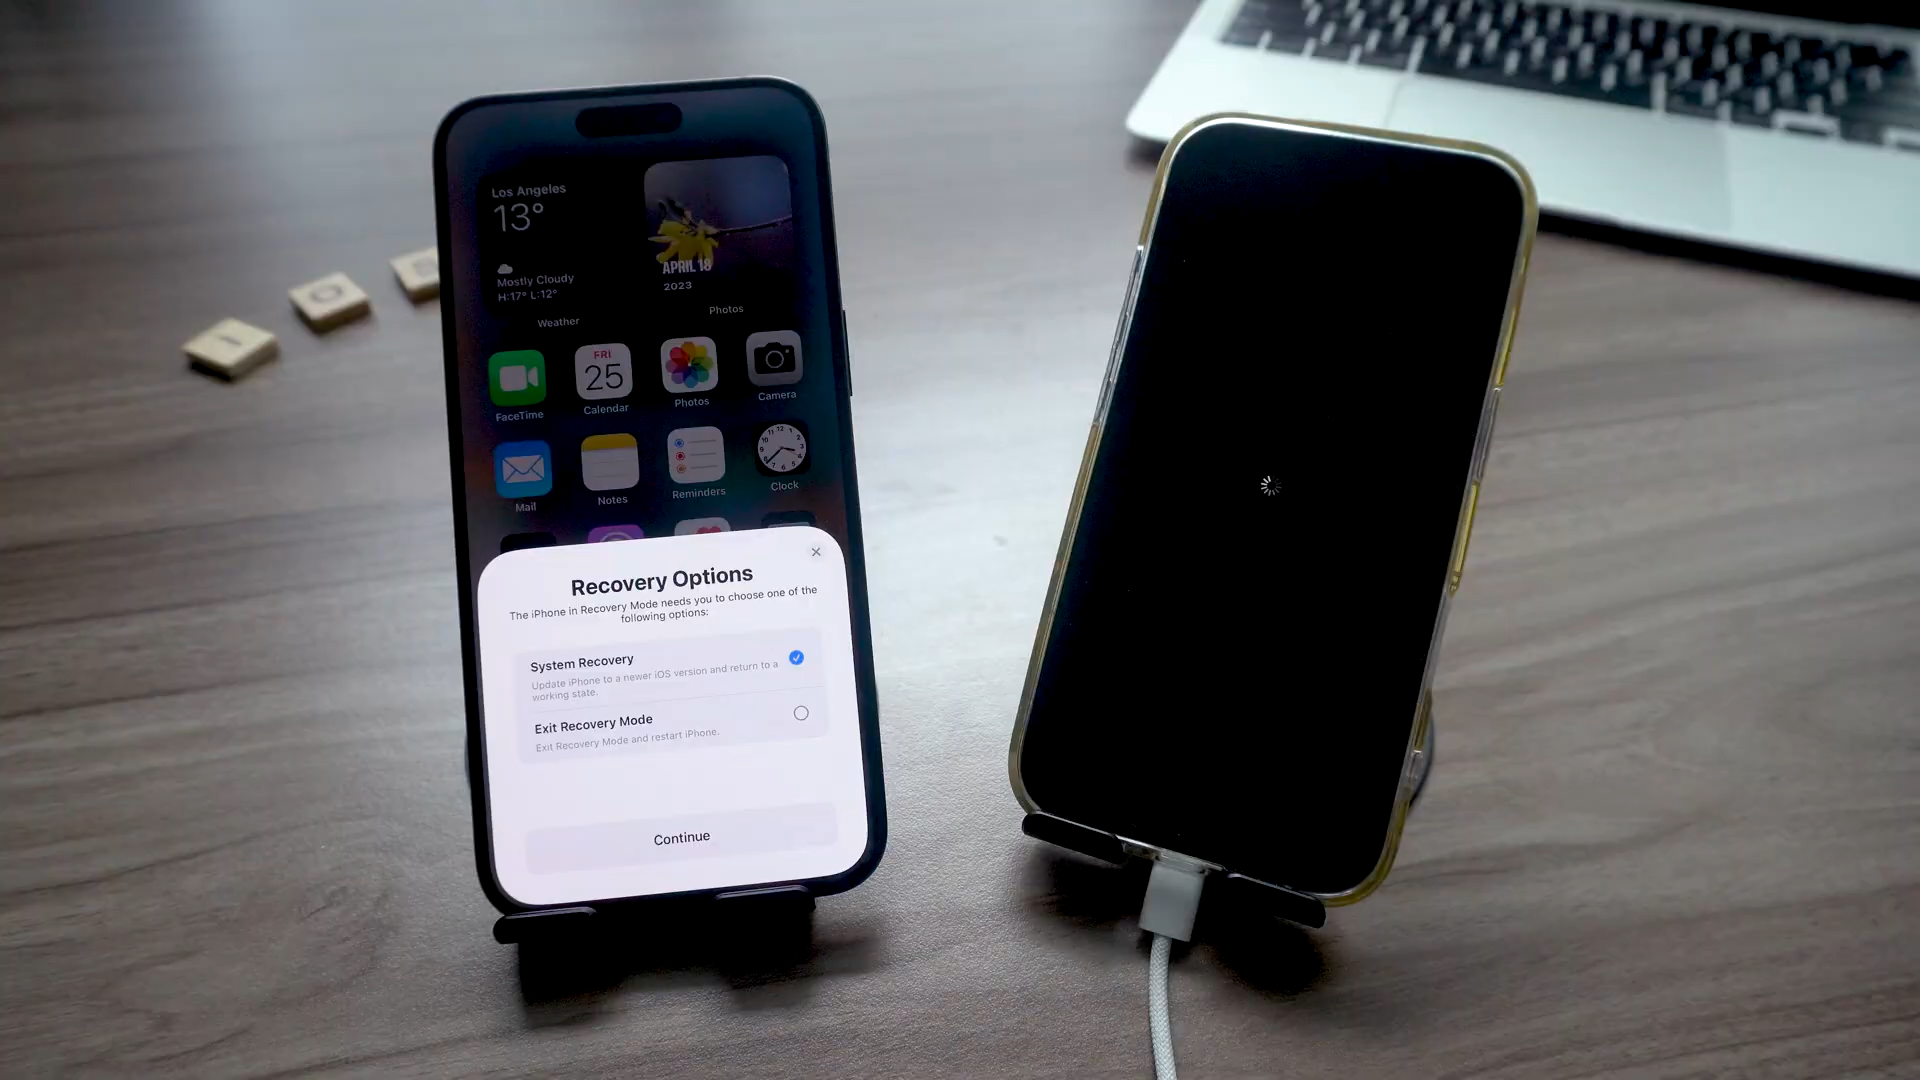 Los Angeles
13°
Mostly Cloudy
H:17° L:12°
Weather
APRIL 18
2023
Photos
FaceTime
FRI
25
Calendar
Photos
Camera
Mail
Notes
Reminders
Clock
Recovery Options
The iPhone in Recovery Mode needs you to choose one of the
following options:
System Recovery
Update iPhone to a newer iOS version and return to a
working state.
Exit Recovery Mode
Exit Recovery Mode and restart iPhone.
Continue
O